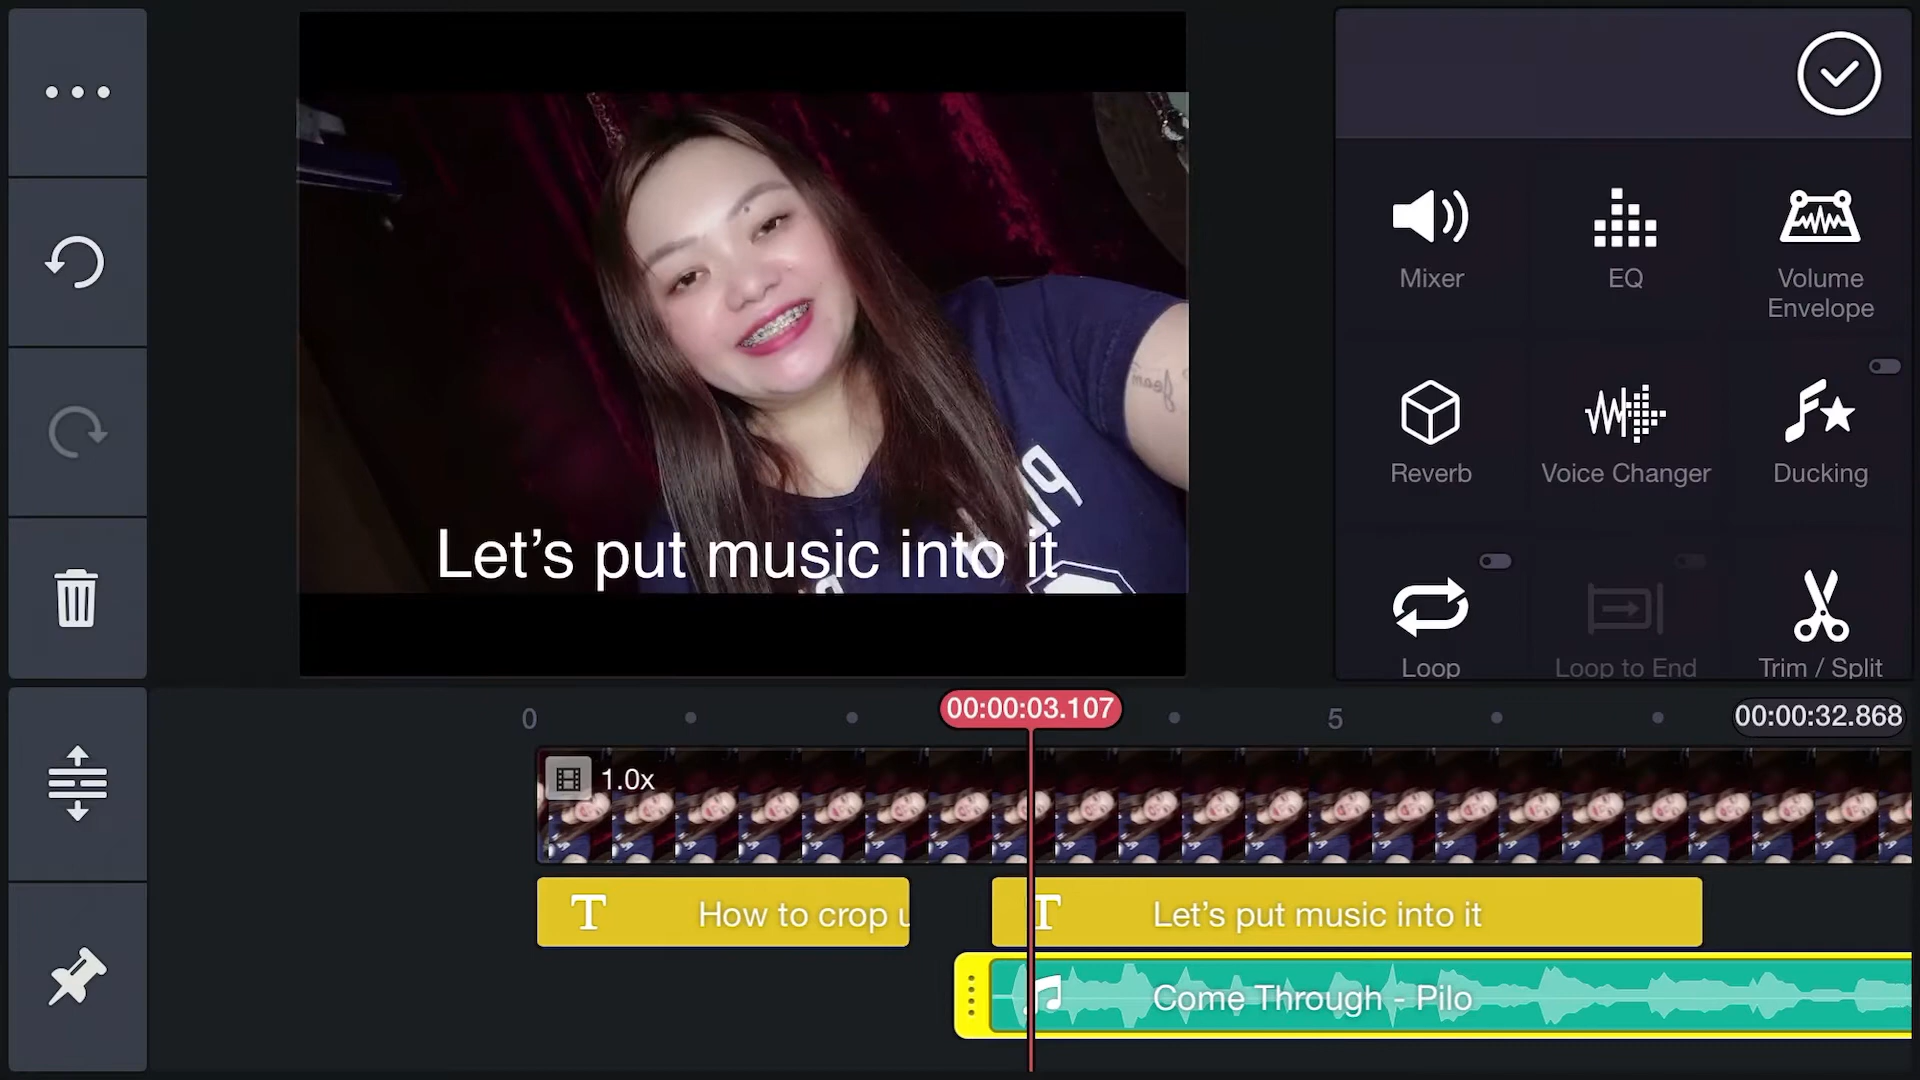 Mixer
EQ
Volume
Envelope
Reverb
Voice Changer
Ducking
Loop
Loop to End
Trim / Split
Let's put music into it
0
00:00:03.107
5
00:00:32.868
1.0x
T
How to crop
T
Let's put music into it
Come Through - Pilo